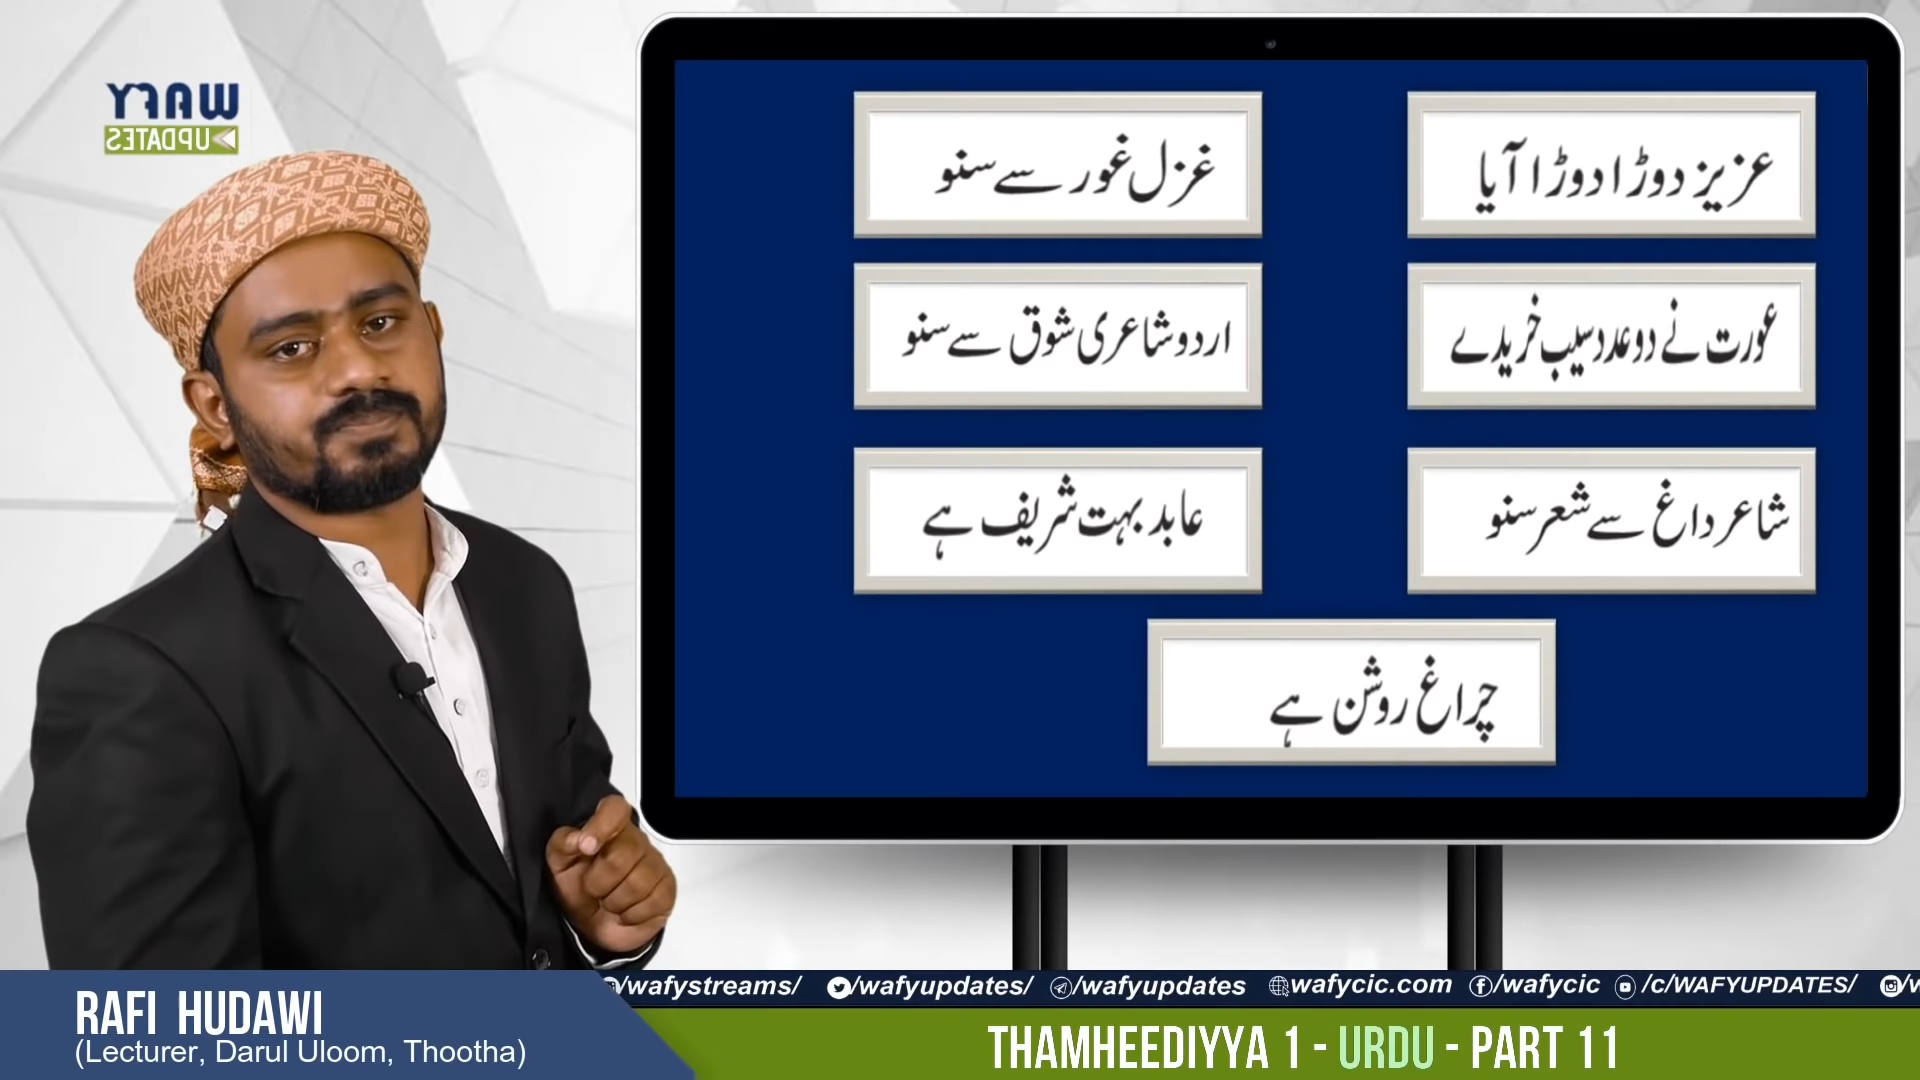 WAFY
UPDATES
عزیز دوڑا دوڑا آیا
غزل غور سے سنو
عورت نے دو عدد سیب خریدے
اردو شاعری شوق سے سنو
شاعر داغ سے شعر سنو
عابد بہت شریف ہے
چراغ روشن ہے
/wafystreams/ /wafyupdates/ /wafyupdates wafycic.com /wafycic /c/WAFYUPDATES/
RAFI HUDAWI
(Lecturer, Darul Uloom, Thootha)
THAMHEEDIYYA 1 - URDU - PART 11